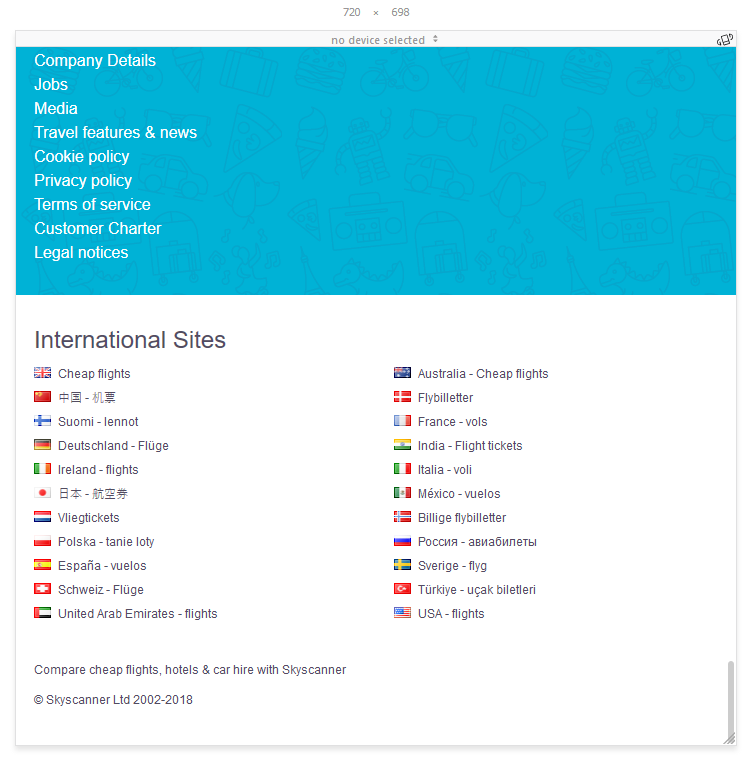 720 × 698
no device selected
Company Details
Jobs
Media
Travel features & news
Cookie policy
Privacy policy
Terms of service
Customer Charter
Legal notices
International Sites
Cheap flights
Australia - Cheap flights
中国 - 机票
Flybilletter
Suomi - lennot
France - vols
Deutschland - Flüge
India - Flight tickets
Ireland - flights
Italia - voli
日本 - 航空券
México - vuelos
Vliegtickets
Billige flybilletter
Polska - tanie loty
Россия - авиабилеты
España - vuelos
Sverige - flyg
Schweiz - Flüge
Türkiye - uçak biletleri
United Arab Emirates - flights
USA - flights
Compare cheap flights, hotels & car hire with Skyscanner
© Skyscanner Ltd 2002-2018